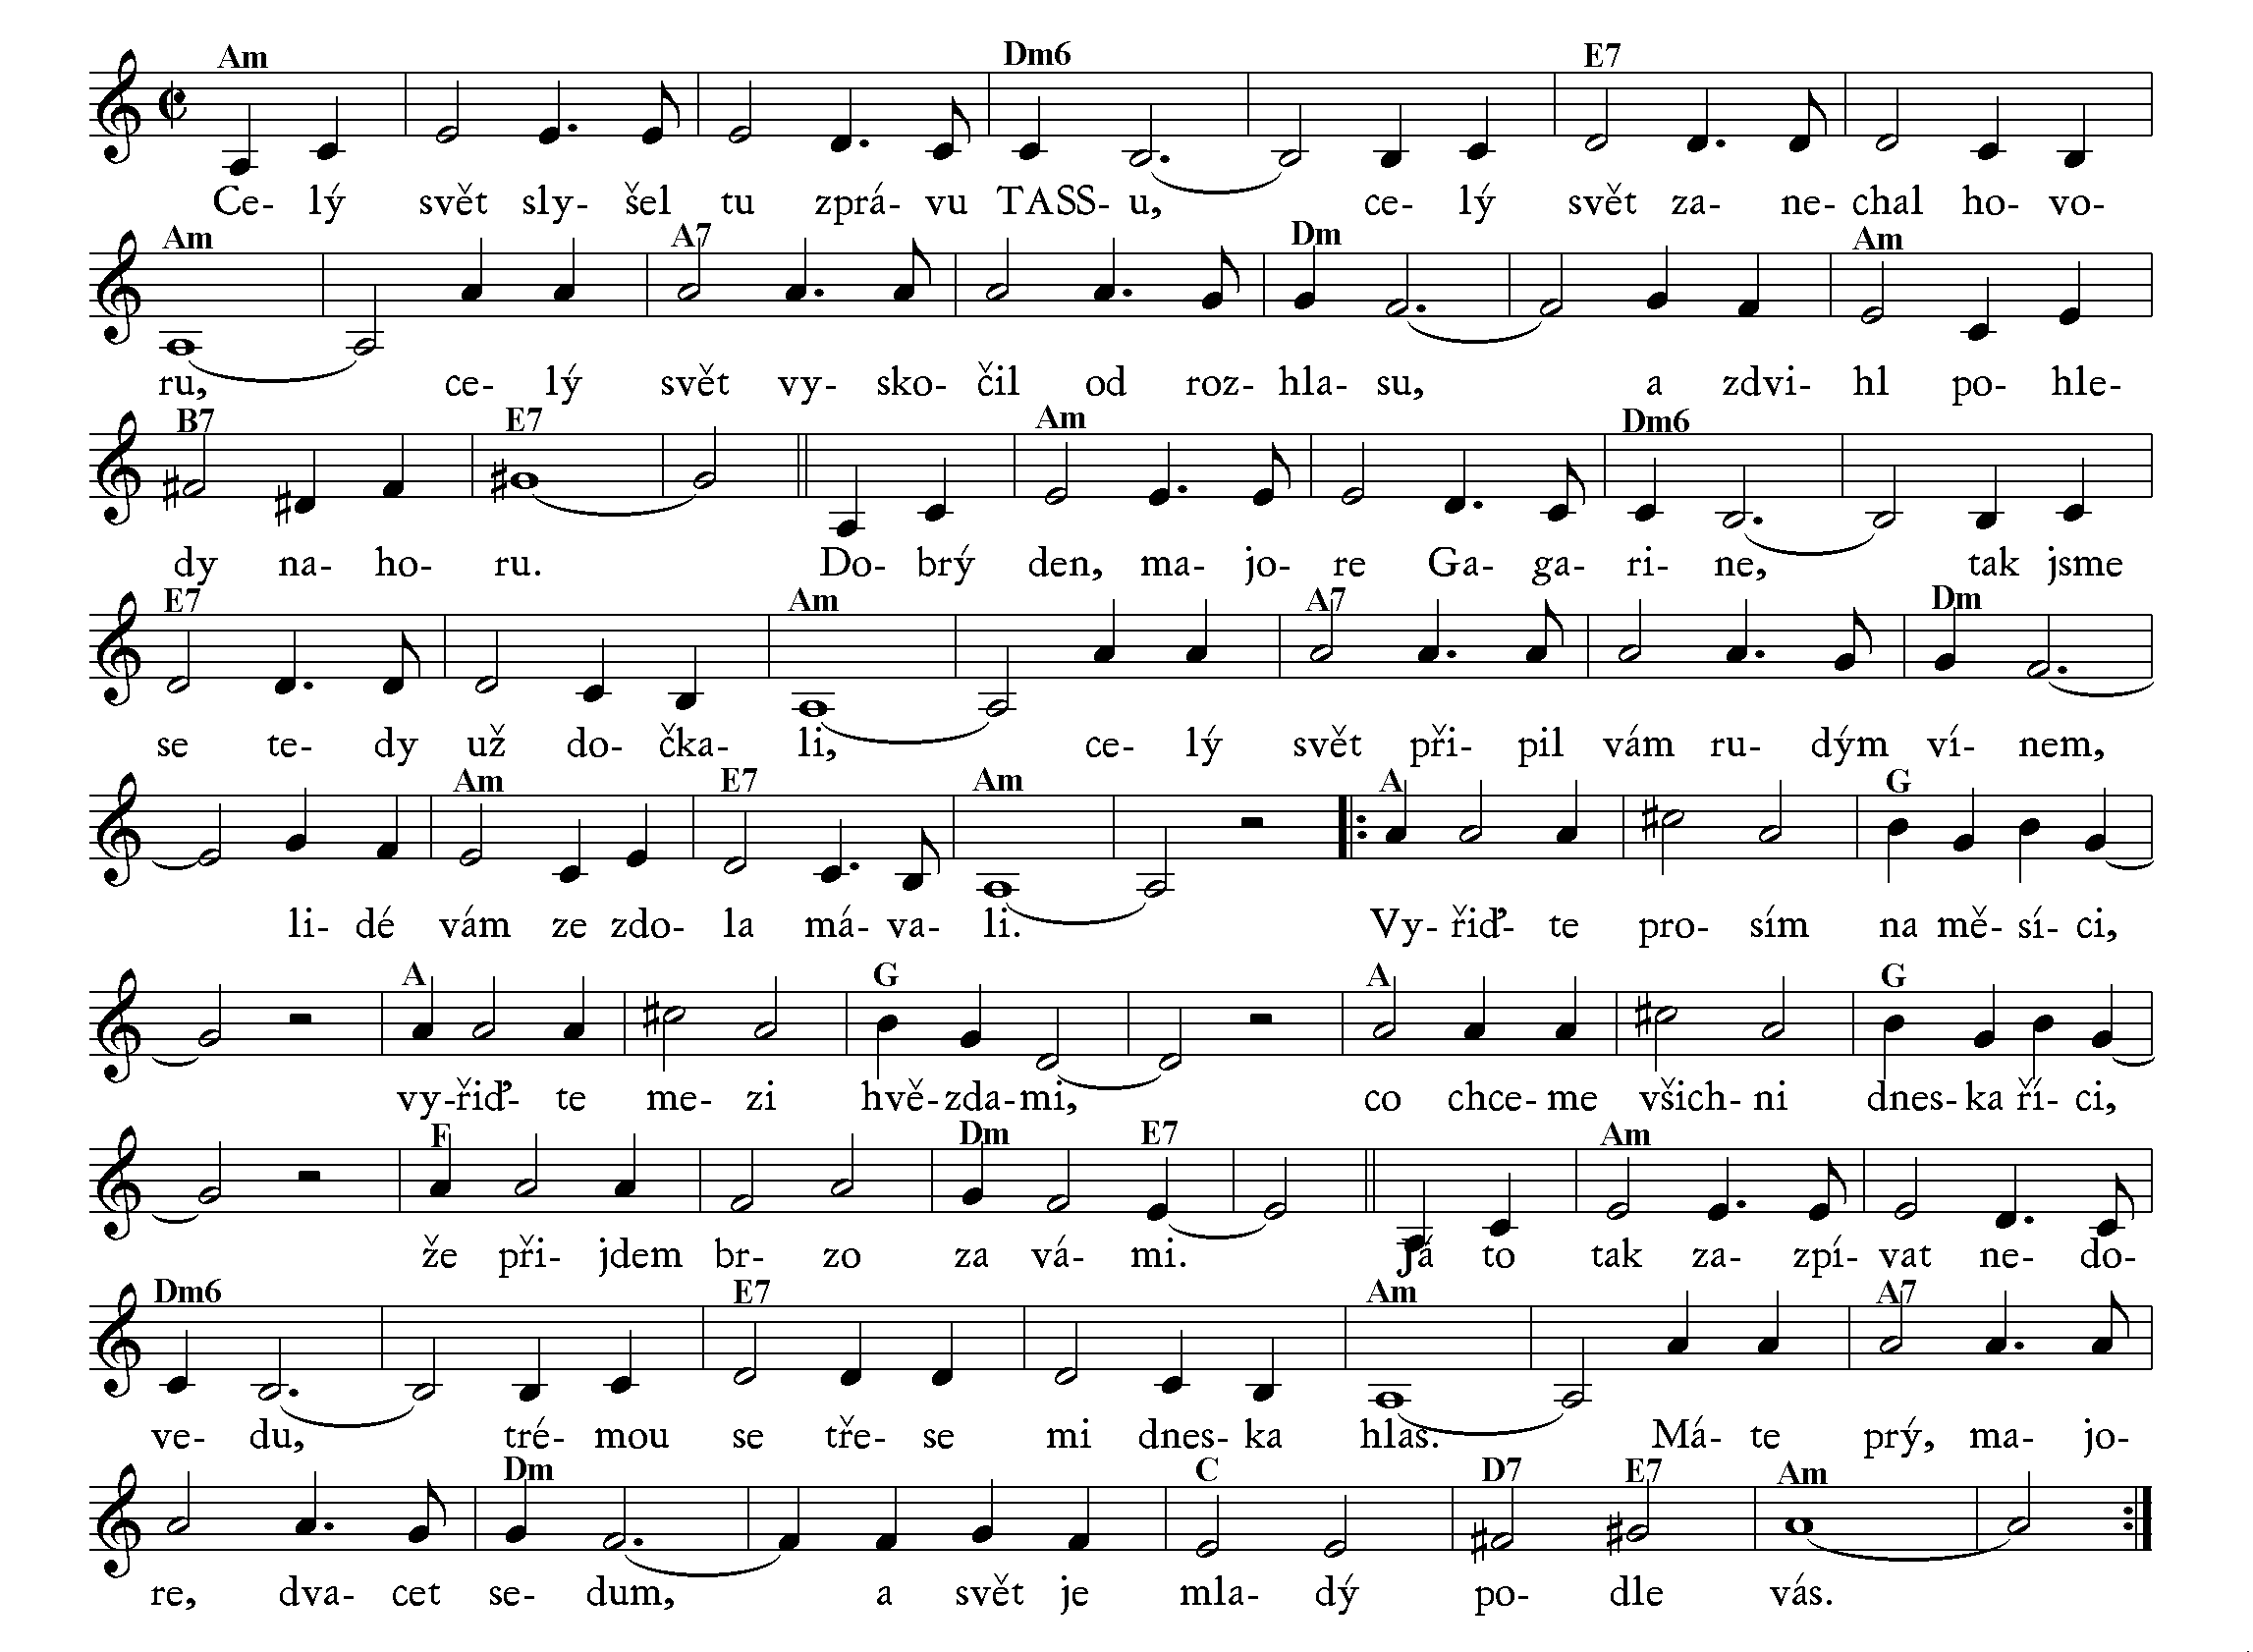 Am Dm6 E7
Ce- lý svět sly- šel tu zprá- vu TASS- u, ce- lý svět za- ne- chal ho- vo-
Am A7 Dm Am
ru, ce- lý svět vy- sko- čil od roz- hla- su, a zdvi- hl po- hle-
B7 E7 Am Dm6
dy na- ho- ru. Do- brý den, ma- jo- re Ga- ga- ri- ne, tak jsme
E7 Am A7 Dm
se te- dy už do- čka- li, ce- lý svět při- pil vám ru- dým ví- nem,
Am E7 Am A G
li- dé vám ze zdo- la má- va- li. Vy- řiď- te pro- sím na mě- sí- ci,
A G A G
vy-řiď- te me- zi hvě-zda-mi, co chce- me všich- ni dnes- ka ří- ci,
F Dm E7 Am
že při- jdem br- zo za vá- mi. Já to tak za- zpí- vat ne- do-
Dm6 E7 Am A7
ve- du, tré- mou se tře- se mi dnes- ka hlas. Má- te prý, ma- jo-
Dm C D7 E7 Am
re, dva- cet se- dum, a svět je mla- dý po- dle vás.